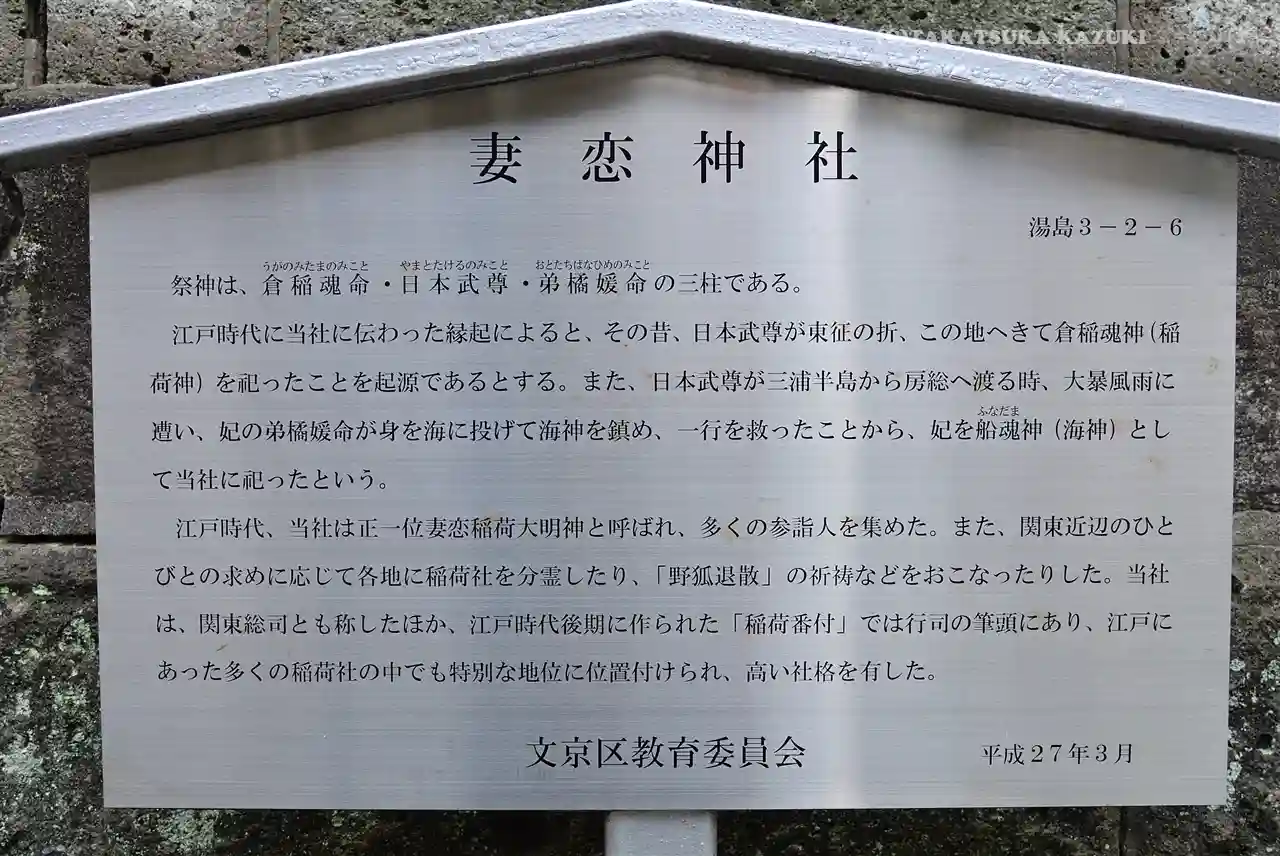 ©TAKATSUKA KAZUKI
妻恋神社
湯島3－2－6
うがのみたまのみこと やまとたけるのみこと おとたちばなひめのみこと
祭神は、倉稲魂命・日本武尊・弟橘媛命の三柱である。
江戸時代に当社に伝わった縁起によると、その昔、日本武尊が東征の折、この地へきて倉稲魂神（稲
荷神）を祀ったことを起源であるとする。また、日本武尊が三浦半島から房総へ渡る時、大暴風雨に
ふなだま
遭い、妃の弟橘媛命が身を海に投げて海神を鎮め、一行を救ったことから、妃を船魂神（海神）とし
て当社に祀ったという。
江戸時代、当社は正一位妻恋稲荷大明神と呼ばれ、多くの参詣人を集めた。また、関東近辺のひと
びとの求めに応じて各地に稲荷社を分霊したり、「野狐退散」の祈祷などをおこなったりした。当社
は、関東総司とも称したほか、江戸時代後期に作られた「稲荷番付」では行司の筆頭にあり、江戸に
あった多くの稲荷社の中でも特別な地位に位置付けられ、高い社格を有した。
文京区教育委員会
平成27年3月